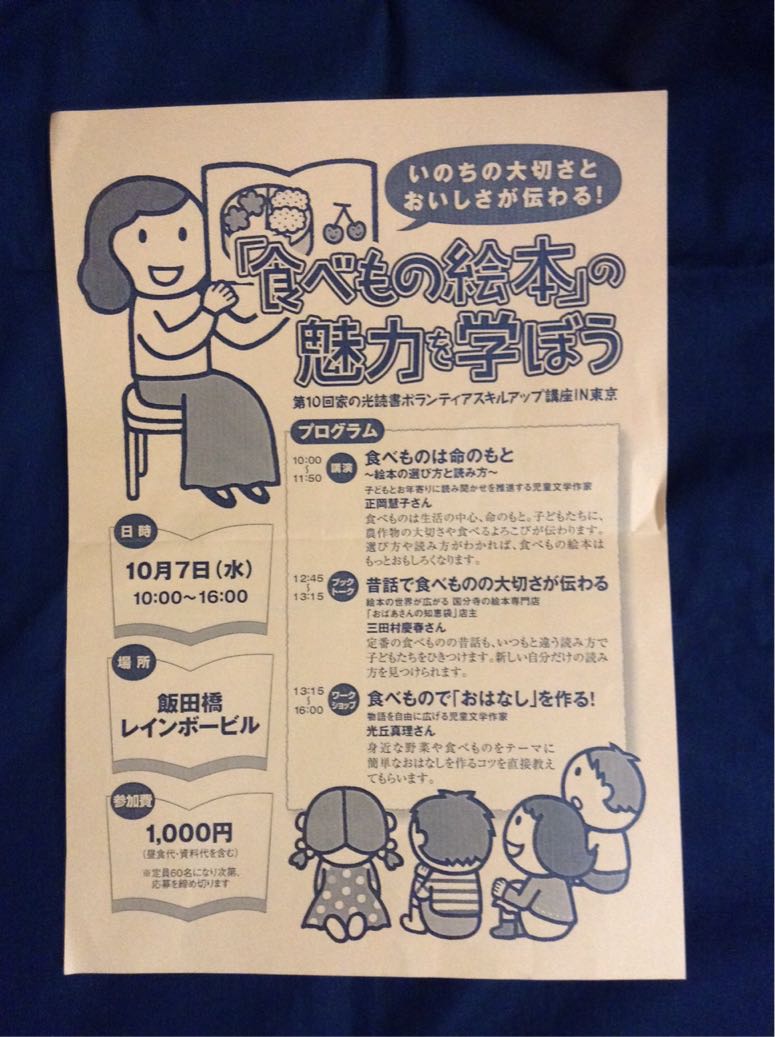 いのちの大切さと
おいしさが伝わる!
「食べもの絵本」の
魅力を学ぼう
第10回家の光読書ボランティアスキルアップ講座IN東京
プログラム
10:00
〜
11:50
講演
食べものは命のもと
〜絵本の選び方と読み方〜
子どもとお年寄りに読み聞かせを推進する児童文学作家
正岡慧子さん
食べものは生活の中心、命のもと。子どもたちに、
農作物の大切さや食べるよろこびが伝わります。
選び方や読み方がわかれば、食べもの絵本は
もっとおもしろくなります。
12:45
〜
13:15
ブック
トーク
昔話で食べものの大切さが伝わる
絵本の世界が広がる 国分寺の絵本専門店
「おばあさんの知恵袋」店主
三田村慶春さん
定番の食べものの昔話も、いつもと違う読み方で
子どもたちをひきつけます。新しい自分だけの読み
方を見つけられます。
13:15
〜
16:00
ワーク
ショップ
食べもので「おはなし」を作る!
物語を自由に広げる児童文学作家
光丘真理さん
身近な野菜や食べものをテーマに
簡単なおはなしを作るコツを直接教え
てもらいます。
日時
10月7日(水)
10:00〜16:00
場所
飯田橋
レインボービル
参加費
1,000円
(昼食代・資料代を含む)
※定員60名になり次第、
応募を締め切ります